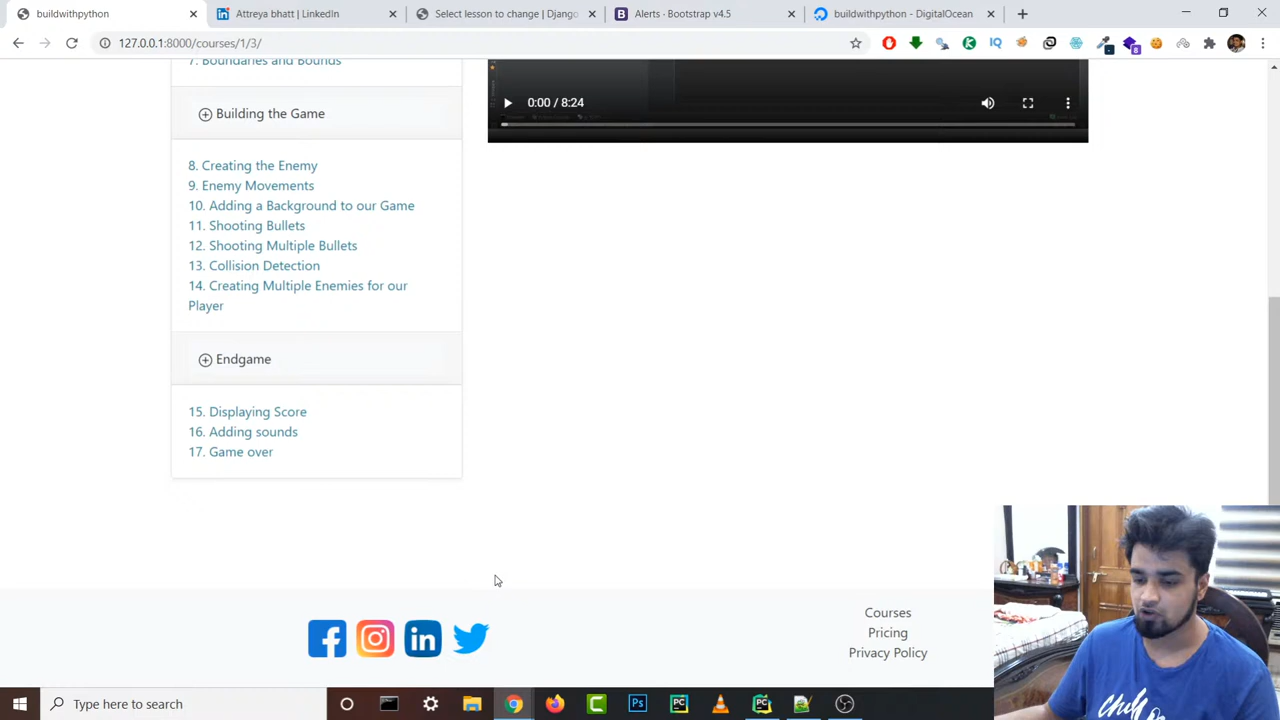 buildwithpython
Attreya bhatt | LinkedIn
Select lesson to change | Django
Alerts · Bootstrap v4.5
buildwithpython - DigitalOcean
127.0.0.1:8000/courses/1/3/
IQ
8
7. Boundaries and Bounds
0:00 / 8:24
Building the Game
8. Creating the Enemy
9. Enemy Movements
10. Adding a Background to our Game
11. Shooting Bullets
12. Shooting Multiple Bullets
13. Collision Detection
14. Creating Multiple Enemies for our
Player
Endgame
15. Displaying Score
16. Adding sounds
17. Game over
Courses
Pricing
Privacy Policy
Type here to search